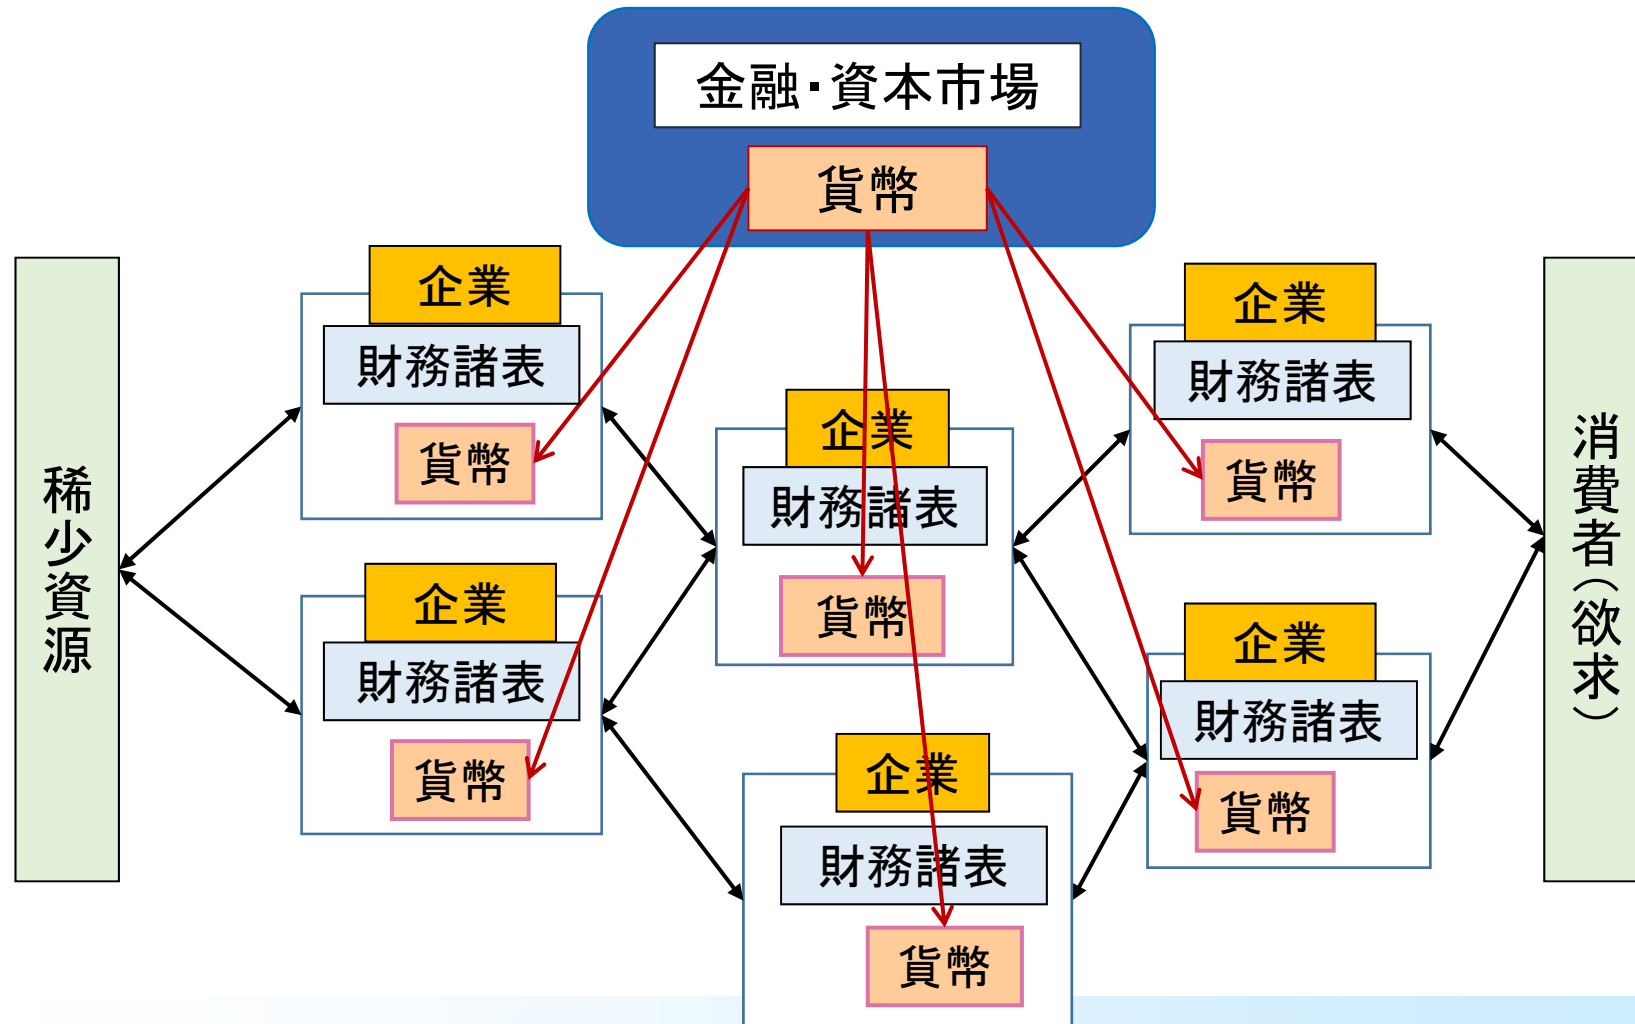 金融・資本市場
貨幣
稀少資源
企業
財務諸表
貨幣
企業
財務諸表
貨幣
企業
財務諸表
貨幣
企業
財務諸表
貨幣
企業
財務諸表
貨幣
企業
財務諸表
貨幣
消費者(欲求)